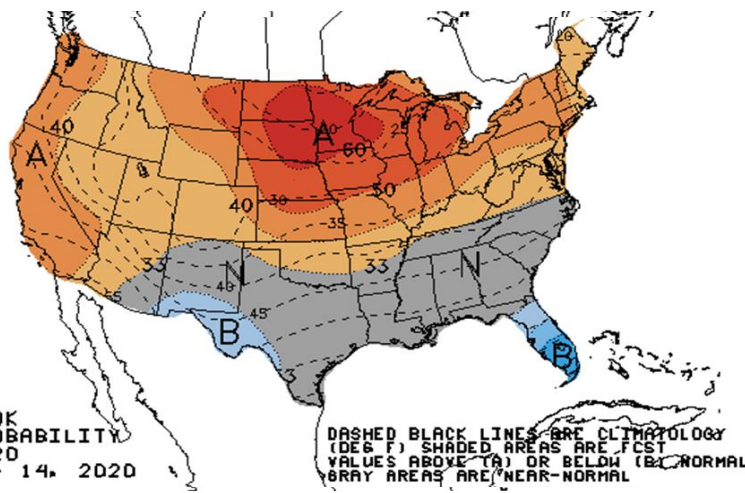 20
40
A
A
60
50
30
40
35
33
N
40
33
N
45
B
B
OK
OBABILITY
14, 2020
DASHED BLACK LINES ARE CLIMATOLOGY
(DEG F) SHADED AREAS ARE FCST
VALUES ABOVE (A) OR BELOW (B) NORMAL
GRAY AREAS ARE NEAR-NORMAL